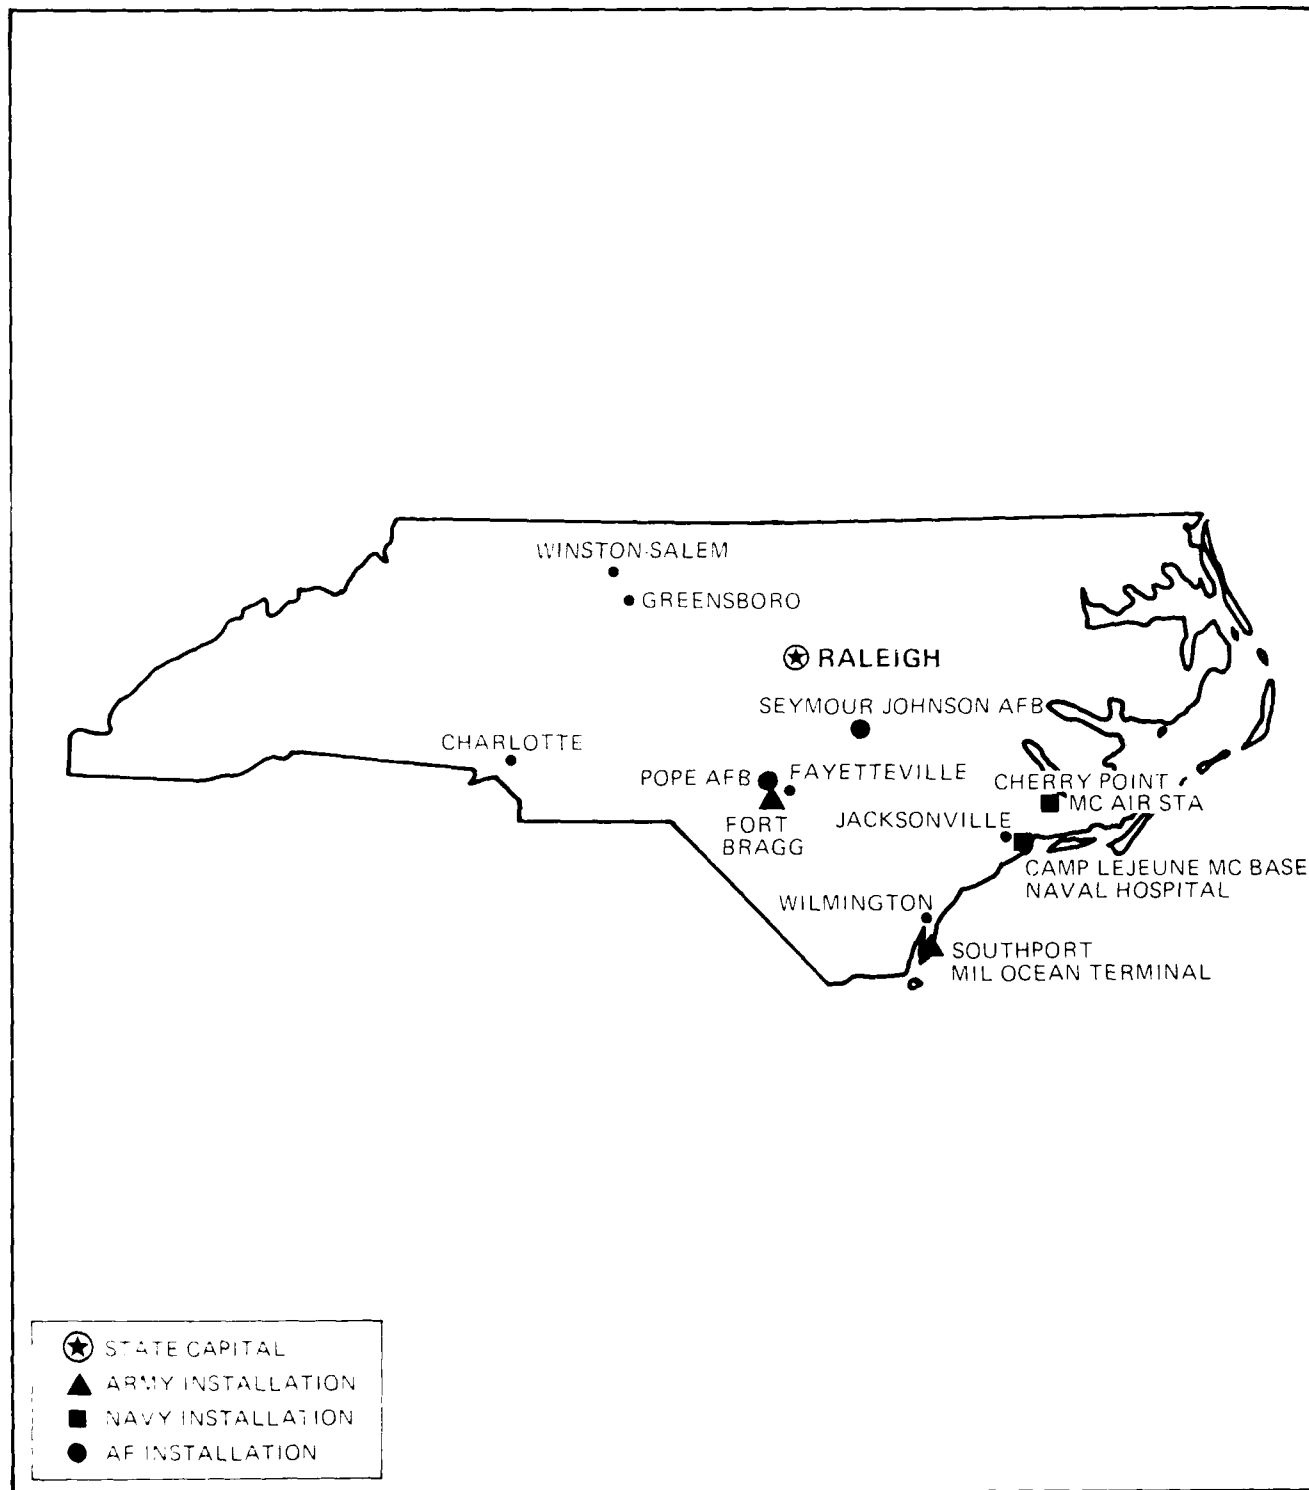 WINSTON-SALEM
GREENSBORO
RALEIGH
SEYMOUR JOHNSON AFB
CHARLOTTE
POPE AFB
FAYETTEVILLE
CHERRY POINT
MC AIR STA
FORT
BRAGG
JACKSONVILLE
CAMP LEJEUNE MC BASE
NAVAL HOSPITAL
WILMINGTON
SOUTHPORT
MIL OCEAN TERMINAL
STATE CAPITAL
ARMY INSTALLATION
NAVY INSTALLATION
AF INSTALLATION